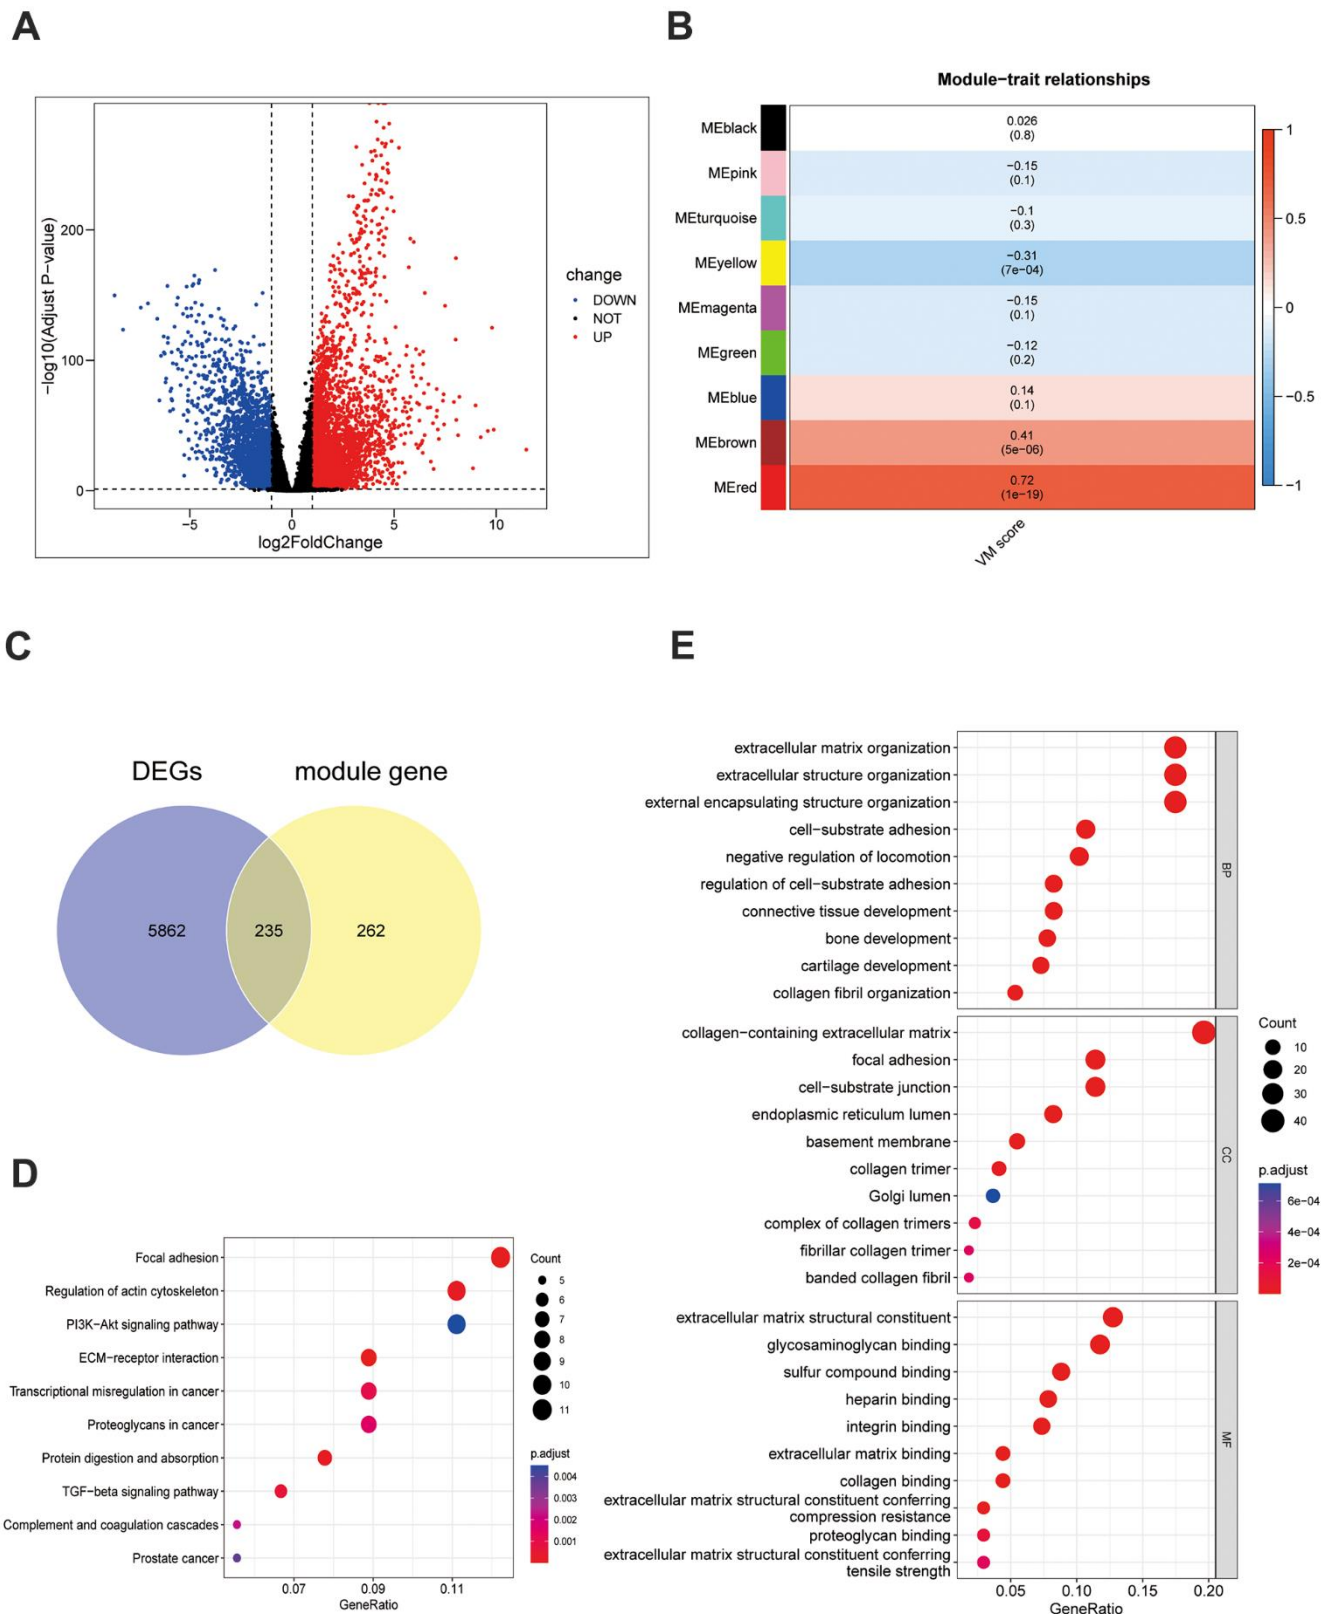 A
−log10(Adjust P−value)
200
100
0
−5
0
5
10
log2FoldChange
change
DOWN
NOT
UP
B
Module−trait relationships
MEblack
0.026
(0.8)
MEpink
−0.15
(0.1)
MEturquoise
−0.1
(0.3)
MEyellow
−0.31
(7e−04)
MEmagenta
−0.15
(0.1)
MEgreen
−0.12
(0.2)
MEblue
0.14
(0.1)
MEbrown
0.41
(5e−06)
MEred
0.72
(1e−19)
VM score
1
0.5
0
−0.5
−1
C
DEGs
module gene
5862
235
262
D
Focal adhesion
Regulation of actin cytoskeleton
PI3K−Akt signaling pathway
ECM−receptor interaction
Transcriptional misregulation in cancer
Proteoglycans in cancer
Protein digestion and absorption
TGF−beta signaling pathway
Complement and coagulation cascades
Prostate cancer
0.07
0.09
0.11
GeneRatio
Count
5
6
7
8
9
10
11
p.adjust
0.004
0.003
0.002
0.001
E
extracellular matrix organization
extracellular structure organization
external encapsulating structure organization
cell−substrate adhesion
negative regulation of locomotion
regulation of cell−substrate adhesion
connective tissue development
bone development
cartilage development
collagen fibril organization
BP
collagen−containing extracellular matrix
focal adhesion
cell−substrate junction
endoplasmic reticulum lumen
basement membrane
collagen trimer
Golgi lumen
complex of collagen trimers
fibrillar collagen trimer
banded collagen fibril
CC
extracellular matrix structural constituent
glycosaminoglycan binding
sulfur compound binding
heparin binding
integrin binding
extracellular matrix binding
collagen binding
extracellular matrix structural constituent conferring
compression resistance
proteoglycan binding
extracellular matrix structural constituent conferring
tensile strength
MF
0.05
0.10
0.15
0.20
GeneRatio
Count
10
20
30
40
p.adjust
6e−04
4e−04
2e−04